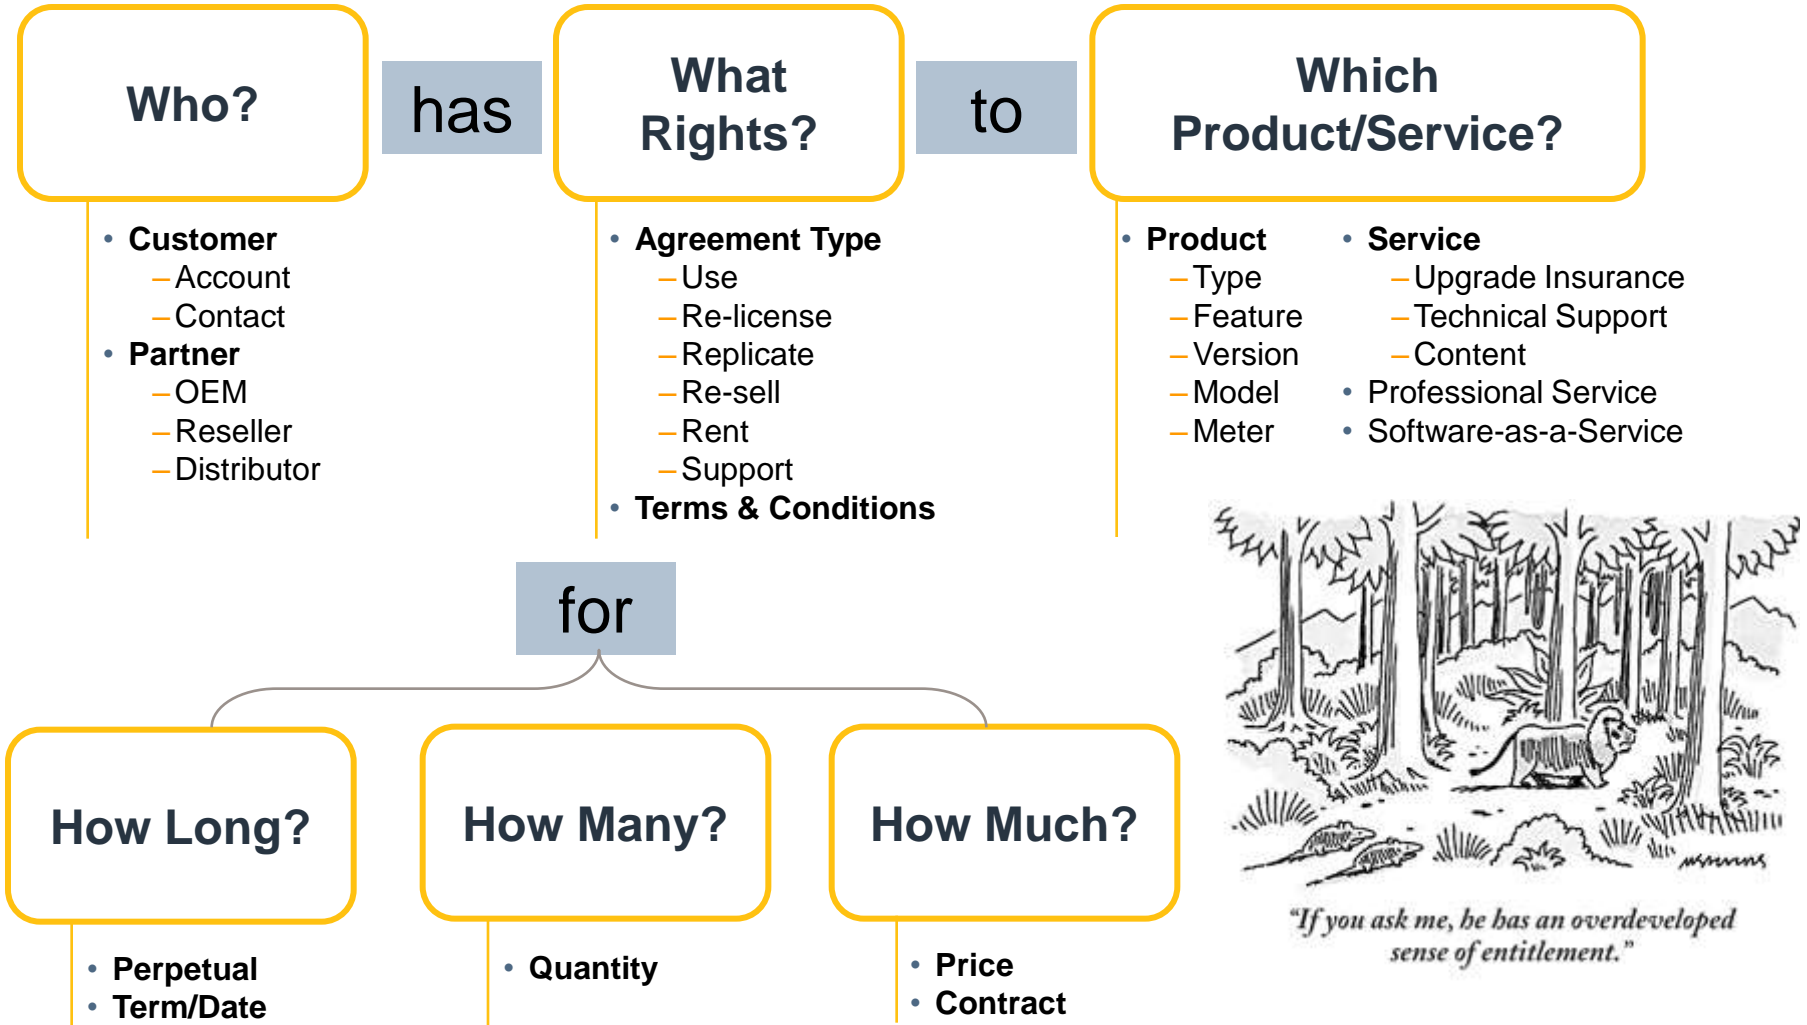 Who?
has
What
Rights?
to
Which
Product/Service?
• Customer
–Account
–Contact
• Partner
–OEM
–Reseller
–Distributor
• Agreement Type
–Use
–Re-license
–Replicate
–Re-sell
–Rent
–Support
• Terms & Conditions
• Product
–Type
–Feature
–Version
–Model
–Meter
• Service
–Upgrade Insurance
–Technical Support
–Content
• Professional Service
• Software-as-a-Service
for
How Long?
How Many?
How Much?
• Perpetual
• Term/Date
• Quantity
• Price
• Contract
“If you ask me, he has an overdeveloped
sense of entitlement.”